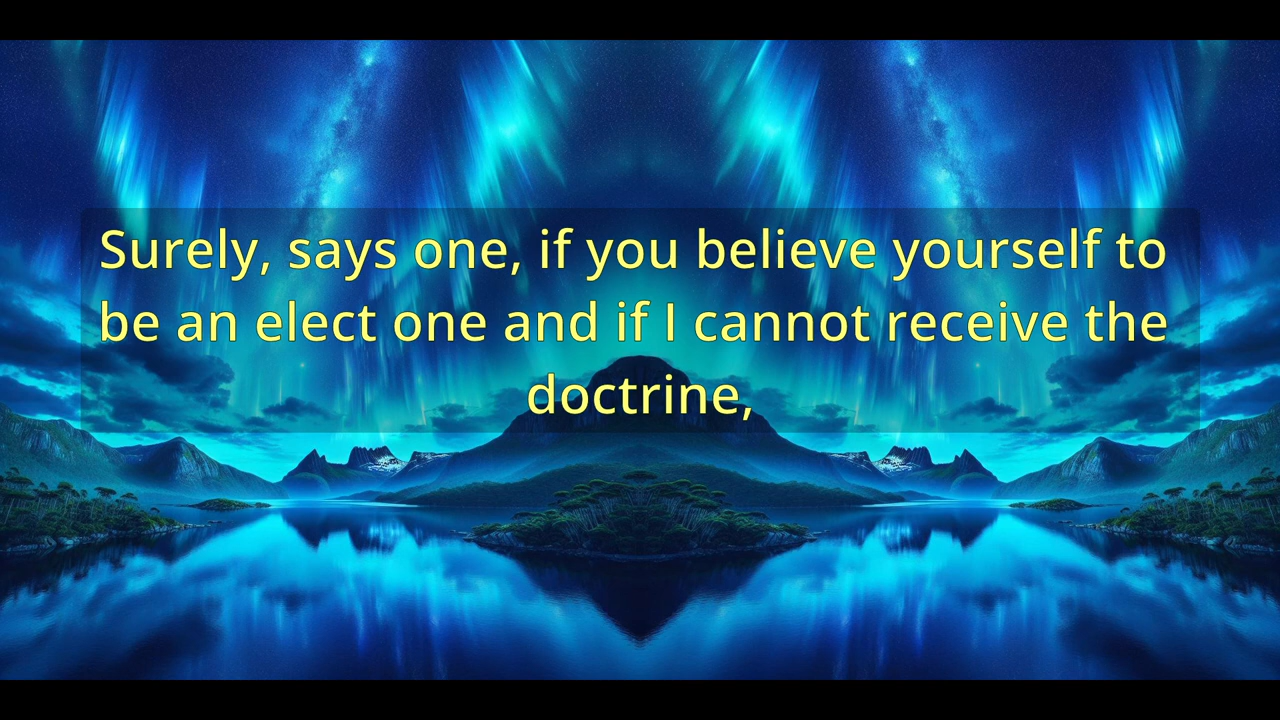 Surely, says one, if you believe yourself to
be an elect one and if I cannot receive the
doctrine,